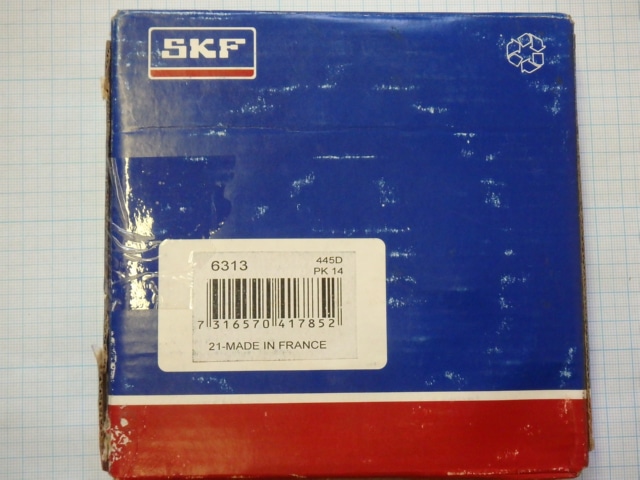 SKF
6313
445D
PK 14
7 316570 417852
21-MADE IN FRANCE